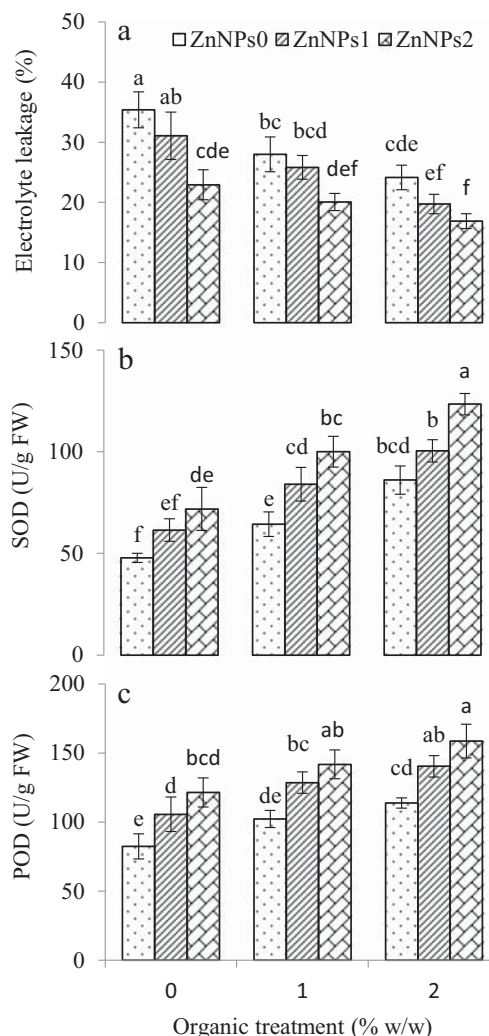 a
ZnNPs0 ZnNPs1 ZnNPs2
Electrolyte leakage (%)
50
40
30
20
10
0
a ab cde
bc bcd def
cde ef f
b
SOD (U/g FW)
150
100
50
0
f ef de
e cd bc
bcd b a
c
POD (U/g FW)
200
150
100
50
0
e d bcd
de bc ab
cd ab a
0 1 2
Organic treatment (% w/w)